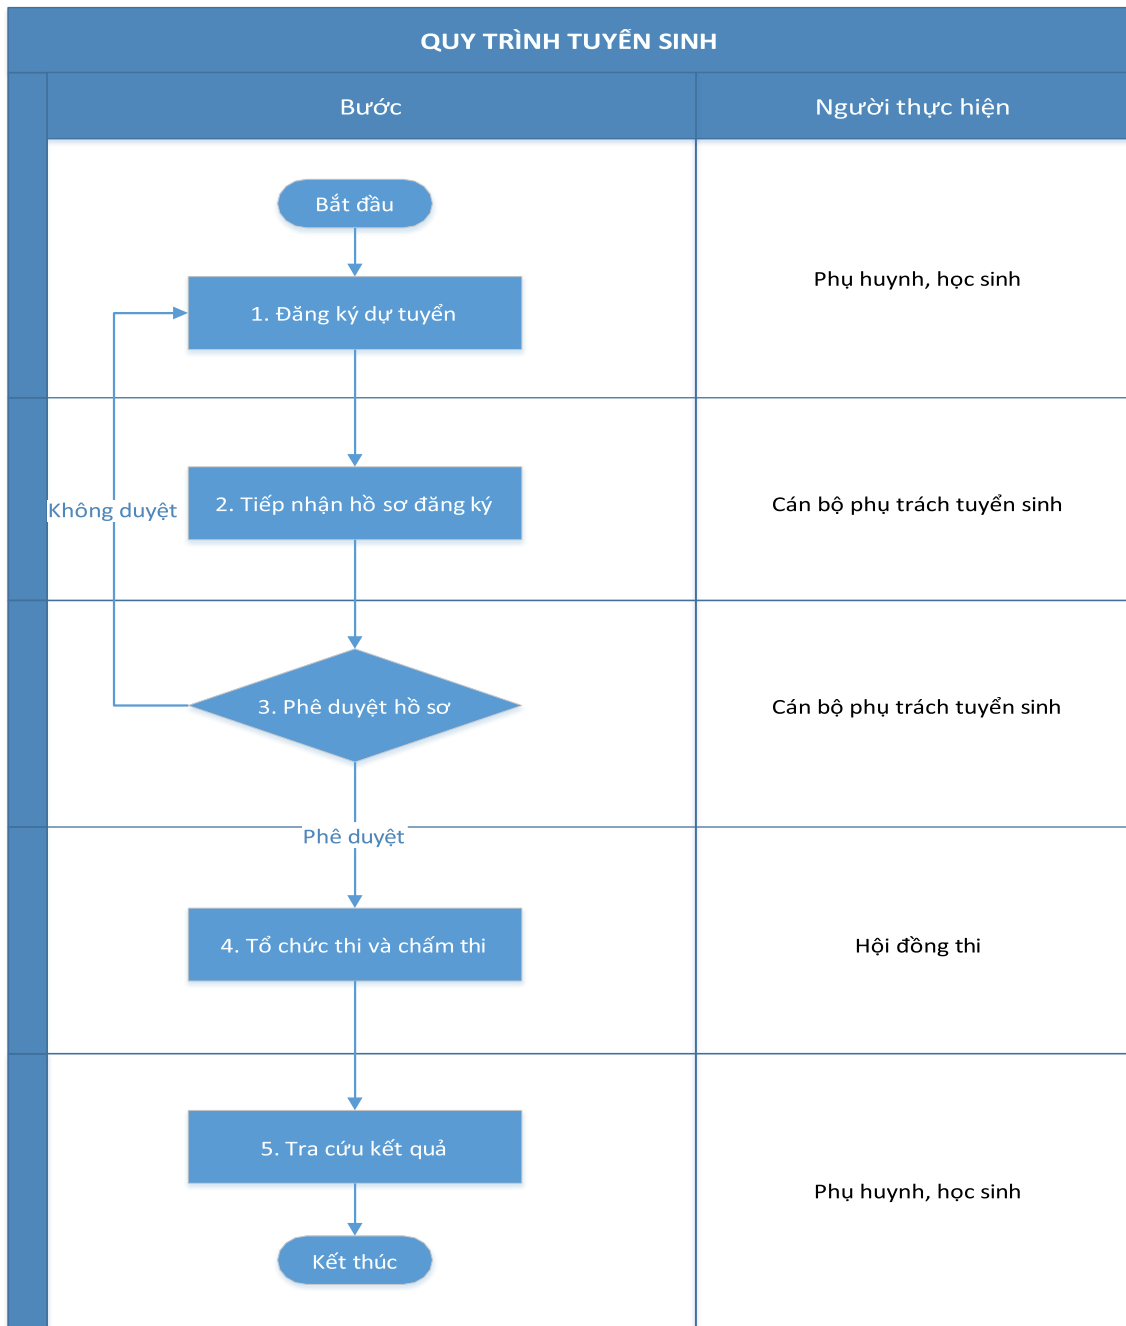 QUY TRÌNH TUYỂN SINH
Bước
Người thực hiện
Bắt đầu
1. Đăng ký dự tuyển
Phụ huynh, học sinh
2. Tiếp nhận hồ sơ đăng ký
Không duyệt
Cán bộ phụ trách tuyển sinh
3. Phê duyệt hồ sơ
Cán bộ phụ trách tuyển sinh
Phê duyệt
4. Tổ chức thi và chấm thi
Hội đồng thi
5. Tra cứu kết quả
Phụ huynh, học sinh
Kết thúc